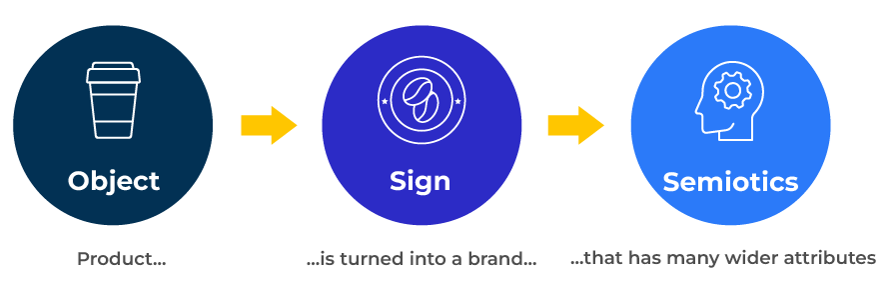 Object
Sign
Semiotics
Product...
...is turned into a brand...
...that has many wider attributes